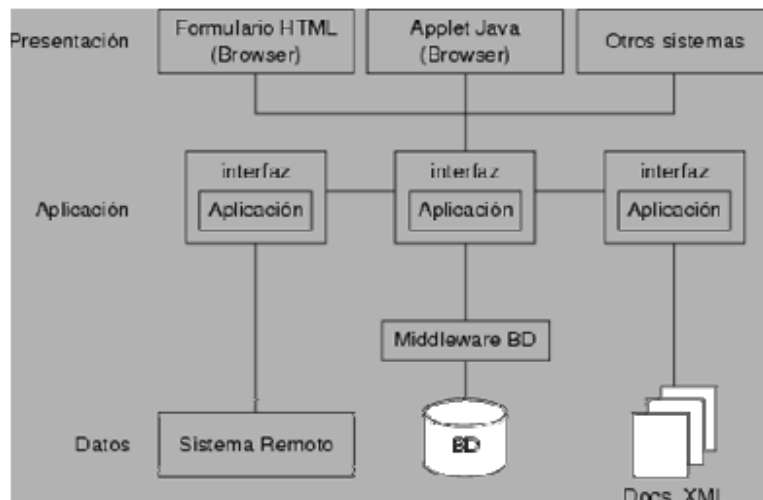 Presentación
Formulario HTML
(Browser)
Applet Java
(Browser)
Otros sistemas
Aplicación
interfaz
Aplicación
interfaz
Aplicación
interfaz
Aplicación
Middleware BD
Datos
Sistema Remoto
BD
Docs. XML